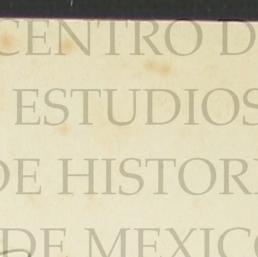 CENTRO D
ESTUDIOS
DE HISTOR
DE MEXICO